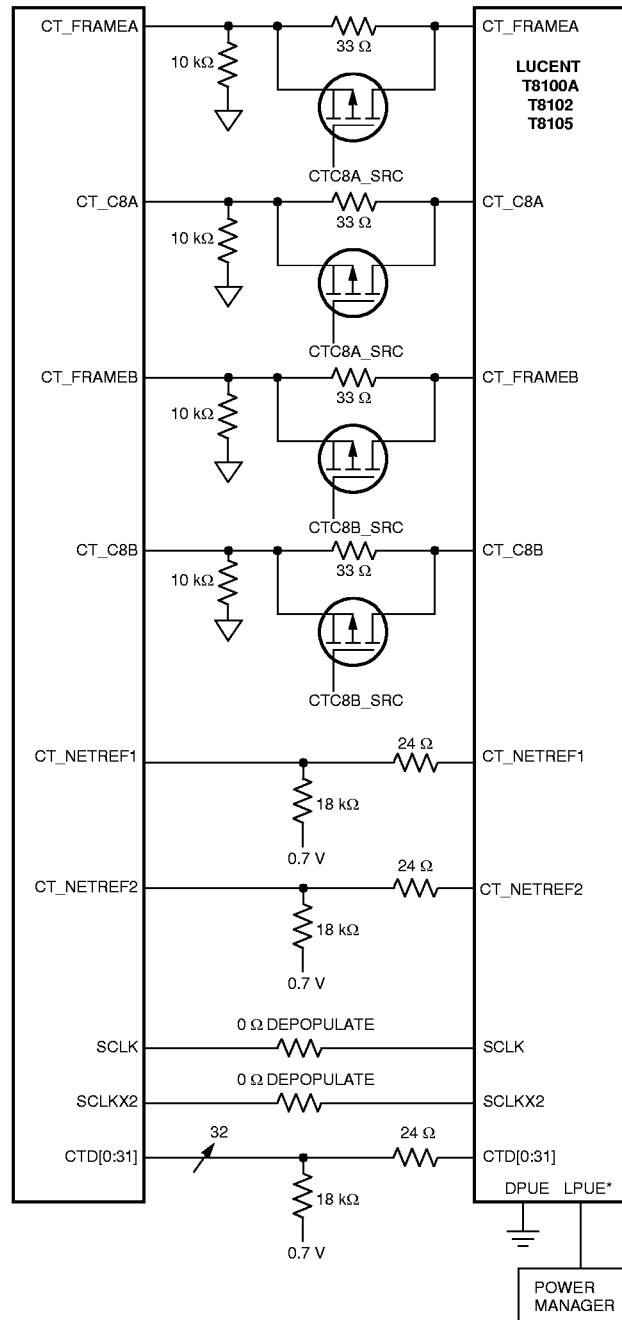 CT_FRAMEA
33 Ω
CT_FRAMEA
10 kΩ
LUCENT
T8100A
T8102
T8105
CTC8A_SRC
CT_C8A
33 Ω
CT_C8A
10 kΩ
CTC8A_SRC
CT_FRAMEB
33 Ω
CT_FRAMEB
10 kΩ
CTC8B_SRC
CT_C8B
33 Ω
CT_C8B
10 kΩ
CTC8B_SRC
24 Ω
CT_NETREF1
CT_NETREF1
18 kΩ
0.7 V
24 Ω
CT_NETREF2
CT_NETREF2
18 kΩ
0.7 V
0 Ω DEPOPULATE
SCLK
SCLK
0 Ω DEPOPULATE
SCLKX2
SCLKX2
32
24 Ω
CTD[0:31]
CTD[0:31]
18 kΩ
0.7 V
DPUE LPUE*
POWER
MANAGER